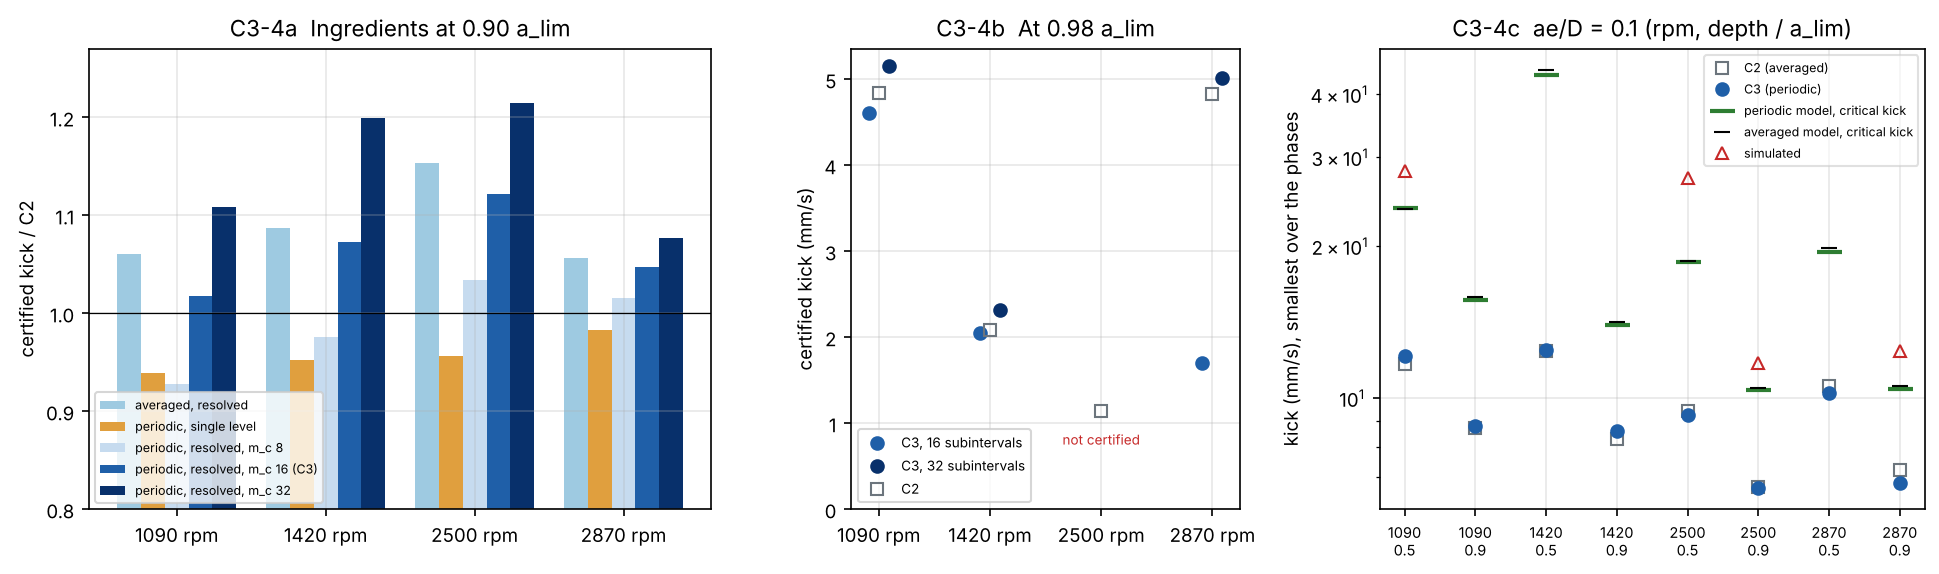 C3-4a  Ingredients at 0.90 a_lim
certified kick / C2
1.2
1.1
1.0
0.9
0.8
averaged, resolved
periodic, single level
periodic, resolved, m_c 8
periodic, resolved, m_c 16 (C3)
periodic, resolved, m_c 32
1090 rpm
1420 rpm
2500 rpm
2870 rpm
C3-4b  At 0.98 a_lim
certified kick (mm/s)
5
4
3
2
1
0
not certified
C3, 16 subintervals
C3, 32 subintervals
C2
1090 rpm
1420 rpm
2500 rpm
2870 rpm
C3-4c  ae/D = 0.1 (rpm, depth / a_lim)
kick (mm/s), smallest over the phases
4 × 10¹
3 × 10¹
2 × 10¹
10¹
C2 (averaged)
C3 (periodic)
periodic model, critical kick
averaged model, critical kick
simulated
1090 1090 1420 1420 2500 2500 2870 2870
0.5 0.9 0.5 0.9 0.5 0.9 0.5 0.9